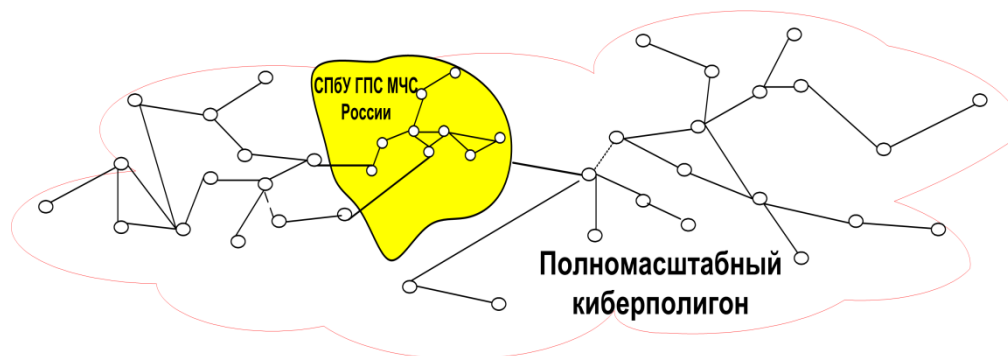 СПбУ ГПС МЧС
России
Полномасштабный
киберполигон